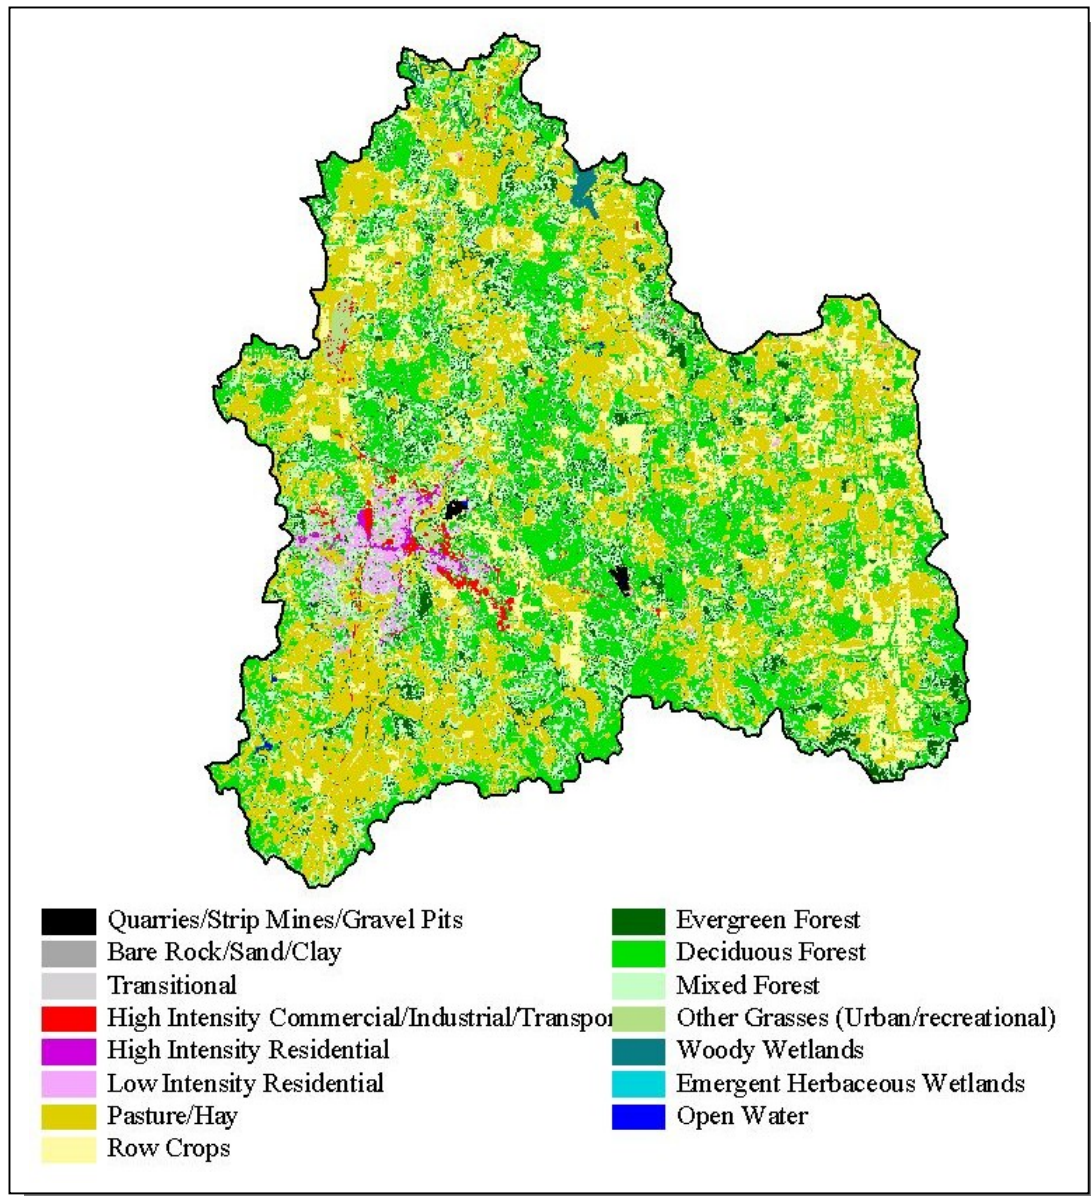 Quarries/Strip Mines/Gravel Pits
Bare Rock/Sand/Clay
Transitional
High Intensity Commercial/Industrial/Transpor
High Intensity Residential
Low Intensity Residential
Pasture/Hay
Row Crops
Evergreen Forest
Deciduous Forest
Mixed Forest
Other Grasses (Urban/recreational)
Woody Wetlands
Emergent Herbaceous Wetlands
Open Water